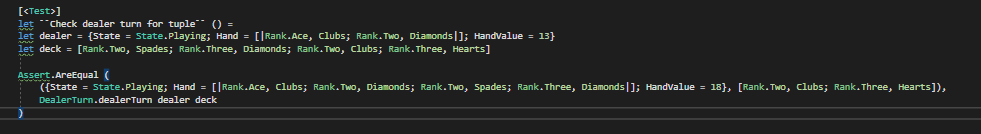 [<Test>]
let ``Check dealer turn for tuple`` () =
let dealer = {State = State.Playing; Hand = [|Rank.Ace, Clubs; Rank.Two, Diamonds|]; HandValue = 13}
let deck = [Rank.Two, Spades; Rank.Three, Diamonds; Rank.Two, Clubs; Rank.Three, Hearts]
Assert.AreEqual (
({State = State.Playing; Hand = [|Rank.Ace, Clubs; Rank.Two, Diamonds; Rank.Two, Spades; Rank.Three, Diamonds|]; HandValue = 18}, [Rank.Two, Clubs; Rank.Three, Hearts]),
DealerTurn.dealerTurn dealer deck
)